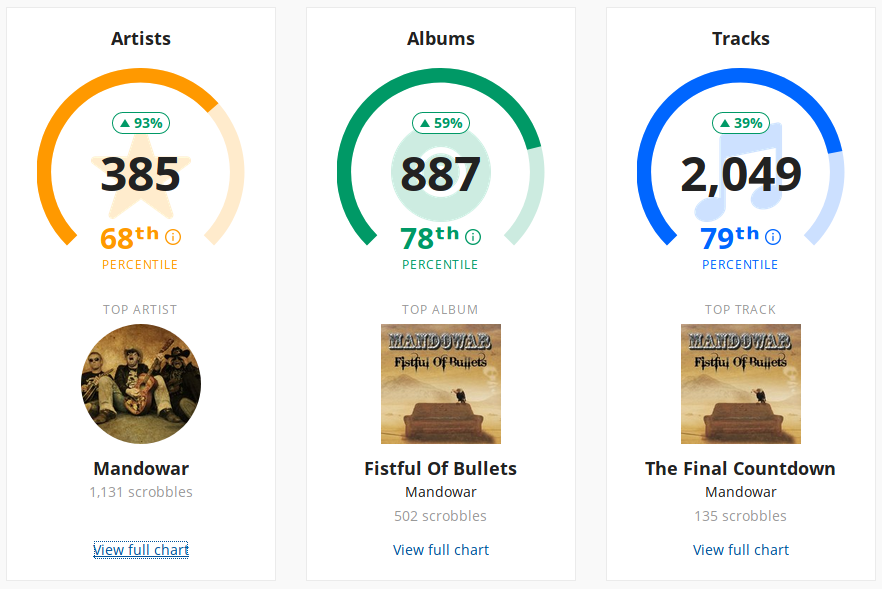 Artists
▲ 93%
385
68th
PERCENTILE
TOP ARTIST
Mandowar
1,131 scrobbles
View full chart
Albums
▲ 59%
887
78th
PERCENTILE
TOP ALBUM
MANDOWAR
Fistful Of Bullets
Fistful Of Bullets
Mandowar
502 scrobbles
View full chart
Tracks
▲ 39%
2,049
79th
PERCENTILE
TOP TRACK
MANDOWAR
Fistful Of Bullets
The Final Countdown
Mandowar
135 scrobbles
View full chart